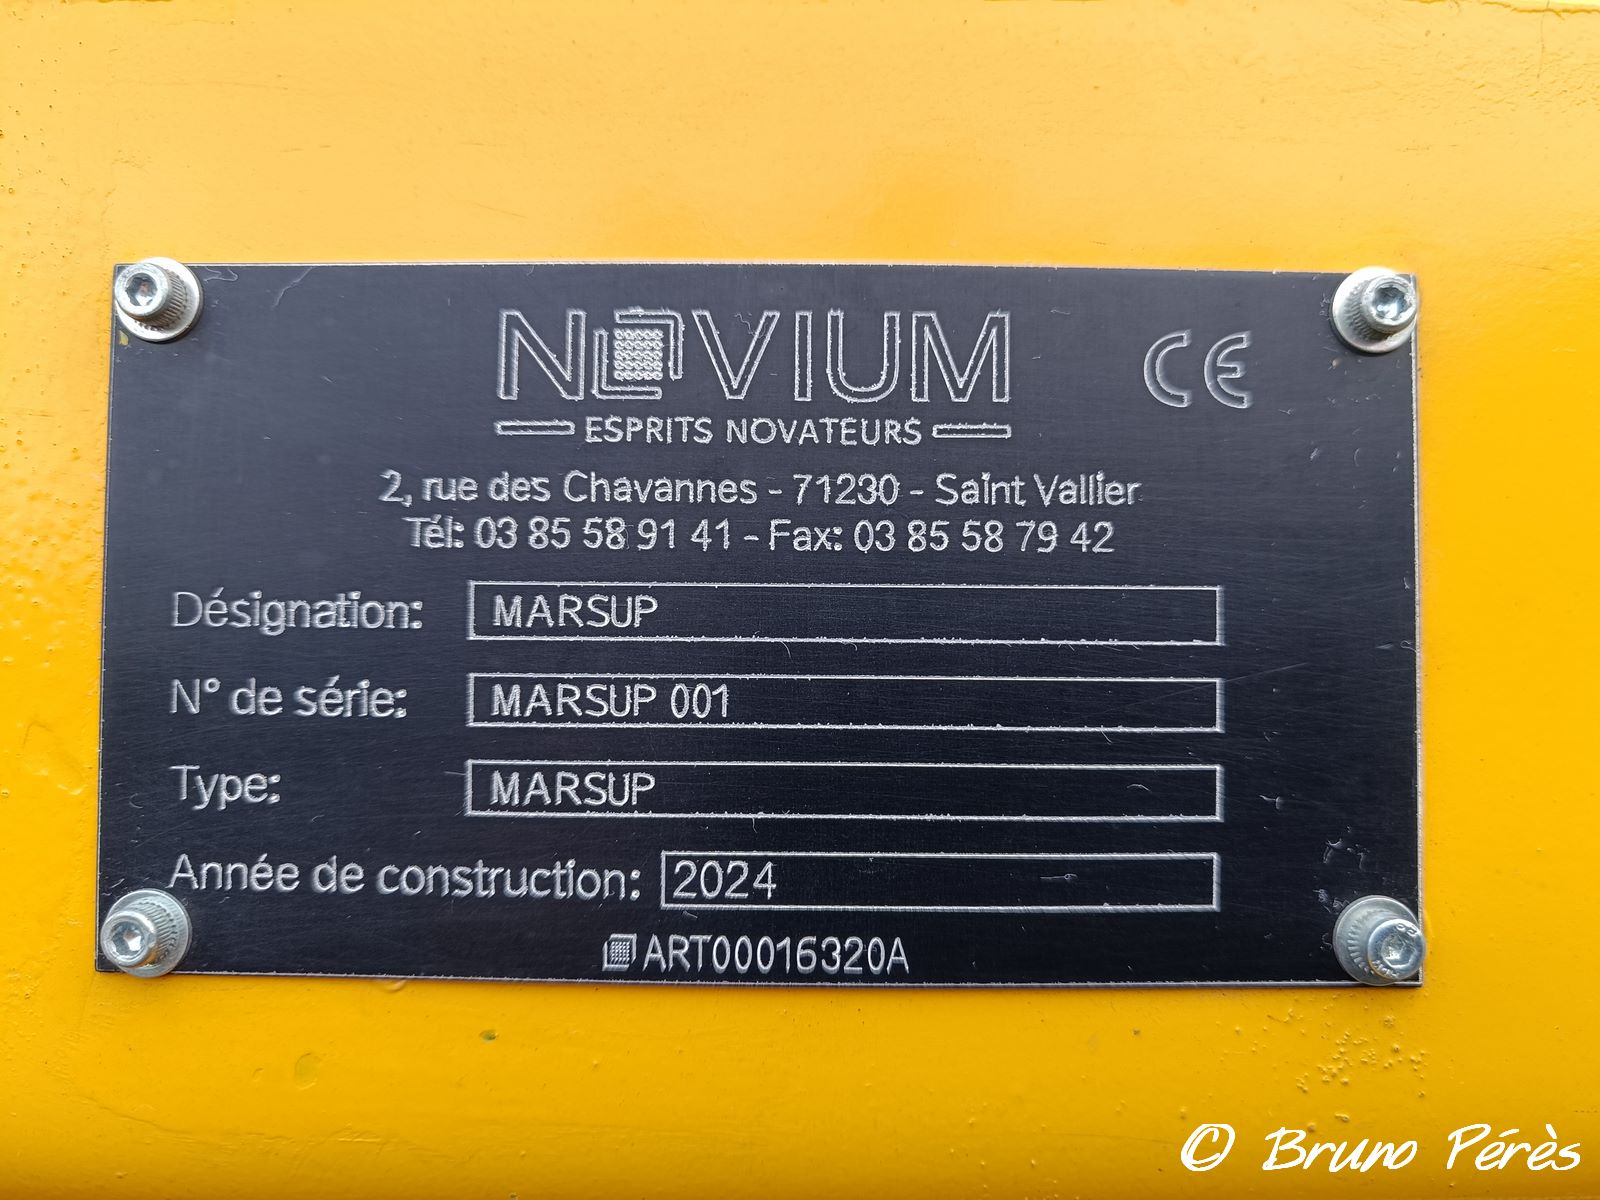 NOVIUM
CE
ESPRITS NOVATEURS
2, rue des Chavannes - 71230 - Saint Vallier
Tél: 03 85 58 91 41 - Fax: 03 85 58 79 42
Désignation: MARSUP
N° de série: MARSUP 001
Type: MARSUP
Année de construction: 2024
ART00016320A
© Bruno Pérès